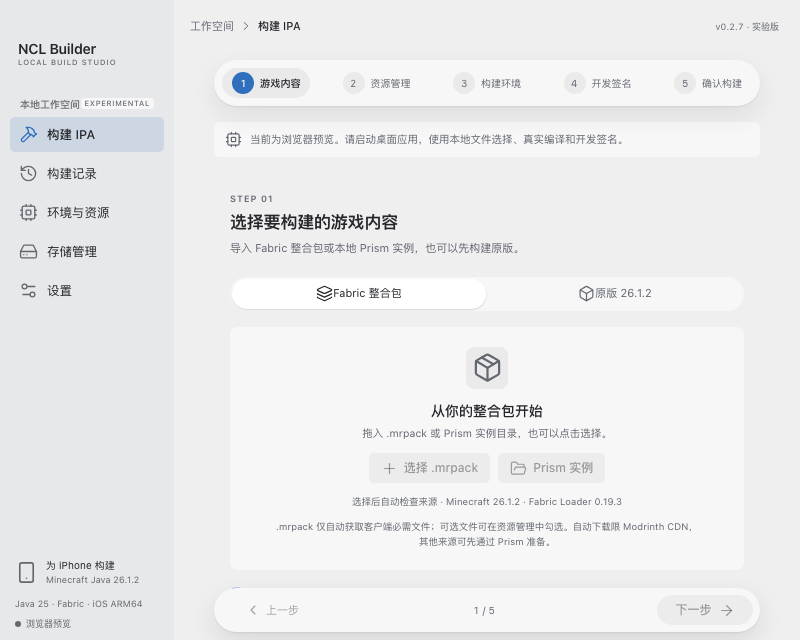 NCL Builder
LOCAL BUILD STUDIO
本地工作空间 EXPERIMENTAL
构建 IPA
构建记录
环境与资源
存储管理
设置
为 iPhone 构建
Minecraft Java 26.1.2
Java 25 · Fabric · iOS ARM64
浏览器预览
工作空间 > 构建 IPA
v0.2.7 · 实验版
1 游戏内容
2 资源管理
3 构建环境
4 开发签名
5 确认构建
当前为浏览器预览。请启动桌面应用，使用本地文件选择、真实编译和开发签名。
STEP 01
选择要构建的游戏内容
导入 Fabric 整合包或本地 Prism 实例，也可以先构建原版。
Fabric 整合包
原版 26.1.2
从你的整合包开始
拖入 .mrpack 或 Prism 实例目录，也可以点击选择。
选择 .mrpack
Prism 实例
选择后自动检查来源 · Minecraft 26.1.2 · Fabric Loader 0.19.3
.mrpack 仅自动获取客户端必需文件；可选文件可在资源管理中勾选。自动下载限 Modrinth CDN，
其他来源可先通过 Prism 准备。
上一步
1 / 5
下一步